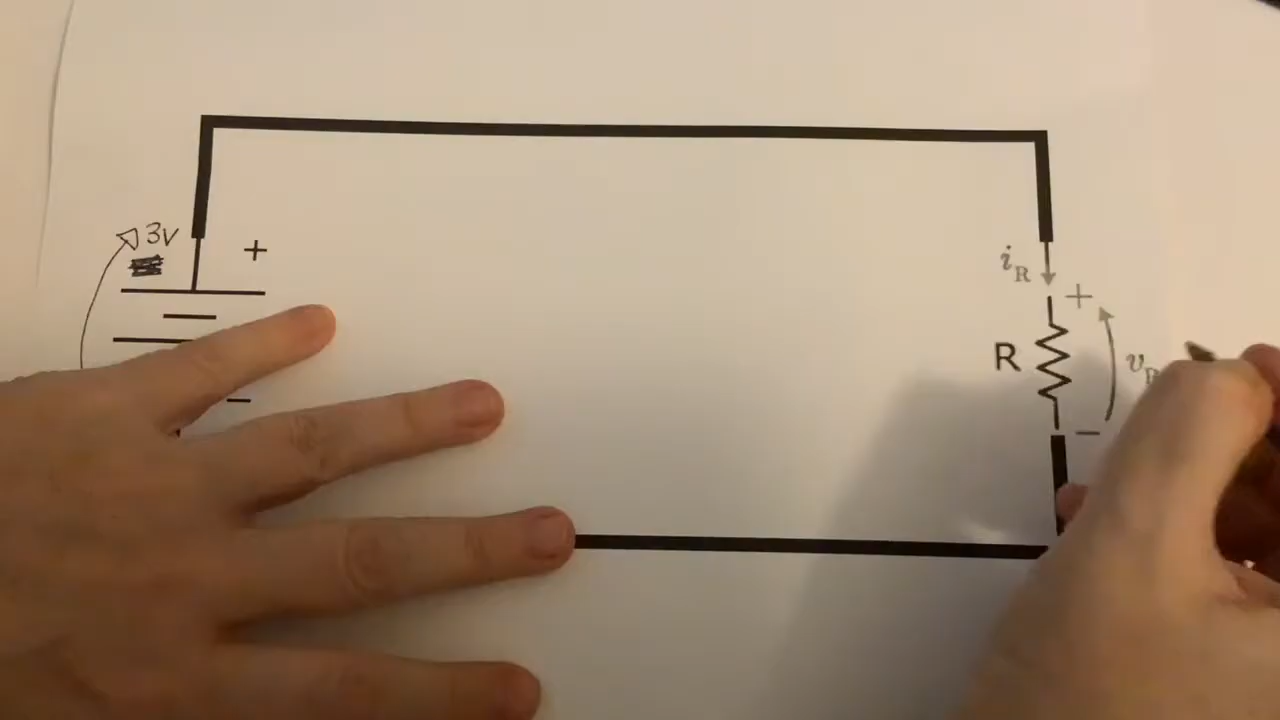 3V
+
i_R
+
R
v_R
−
−